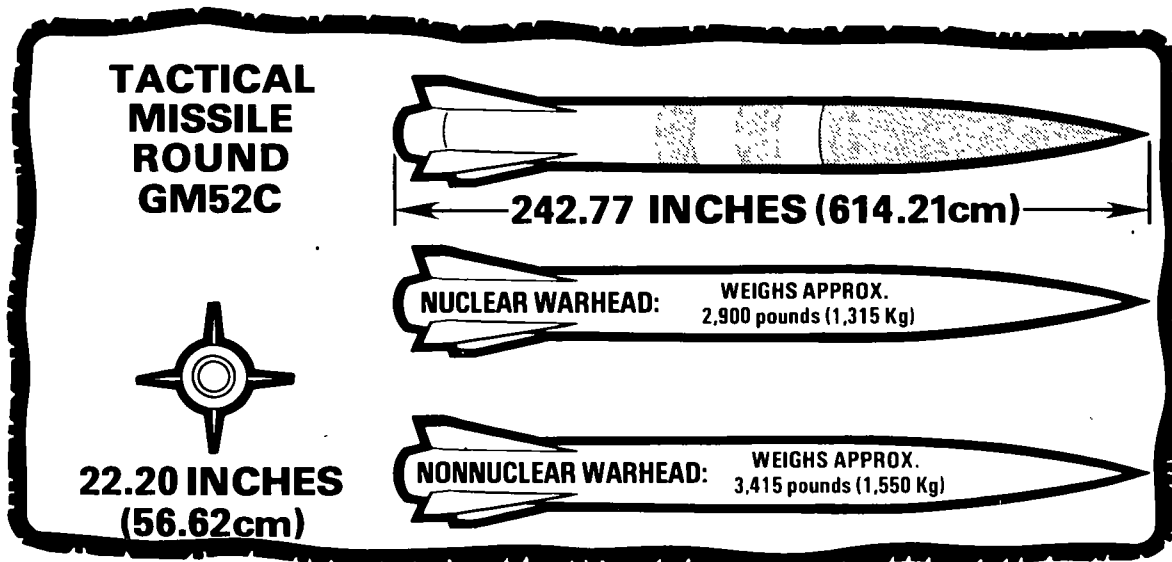 TACTICAL
MISSILE
ROUND
GM52C
242.77 INCHES (614.21cm)
NUCLEAR WARHEAD:
WEIGHS APPROX.
2,900 pounds (1,315 Kg)
22.20 INCHES
(56.62cm)
NONNUCLEAR WARHEAD:
WEIGHS APPROX.
3,415 pounds (1,550 Kg)